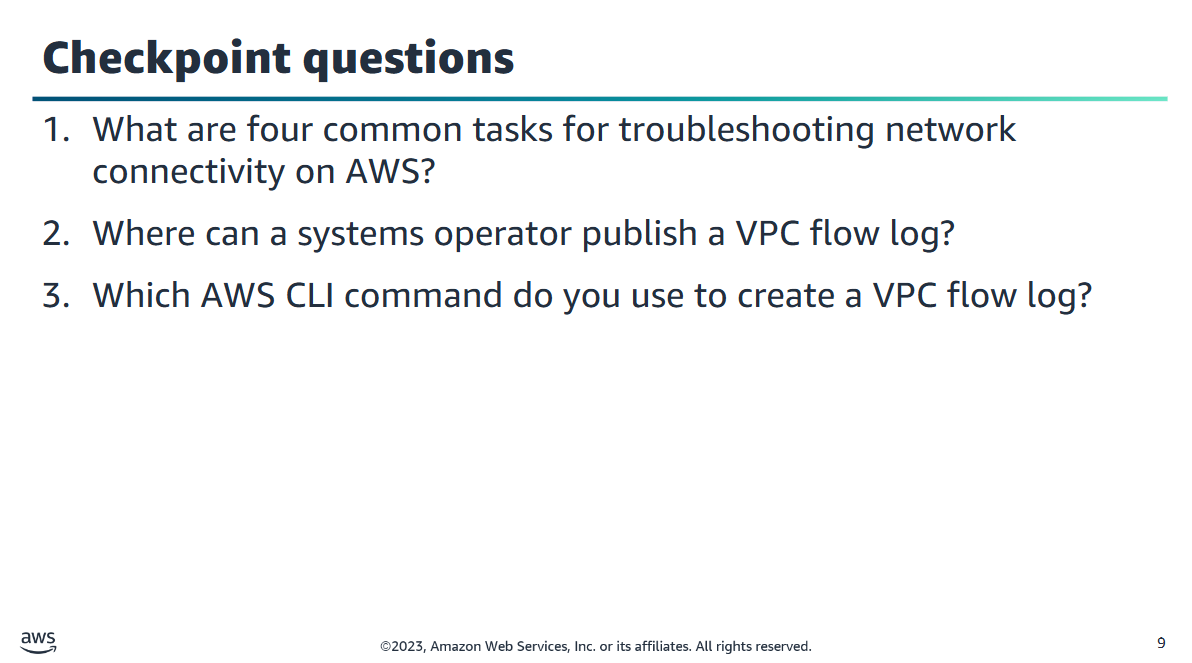 Checkpoint questions
1. What are four common tasks for troubleshooting network
connectivity on AWS?
2. Where can a systems operator publish a VPC flow log?
3. Which AWS CLI command do you use to create a VPC flow log?
aws
©2023, Amazon Web Services, Inc. or its affiliates. All rights reserved.
9